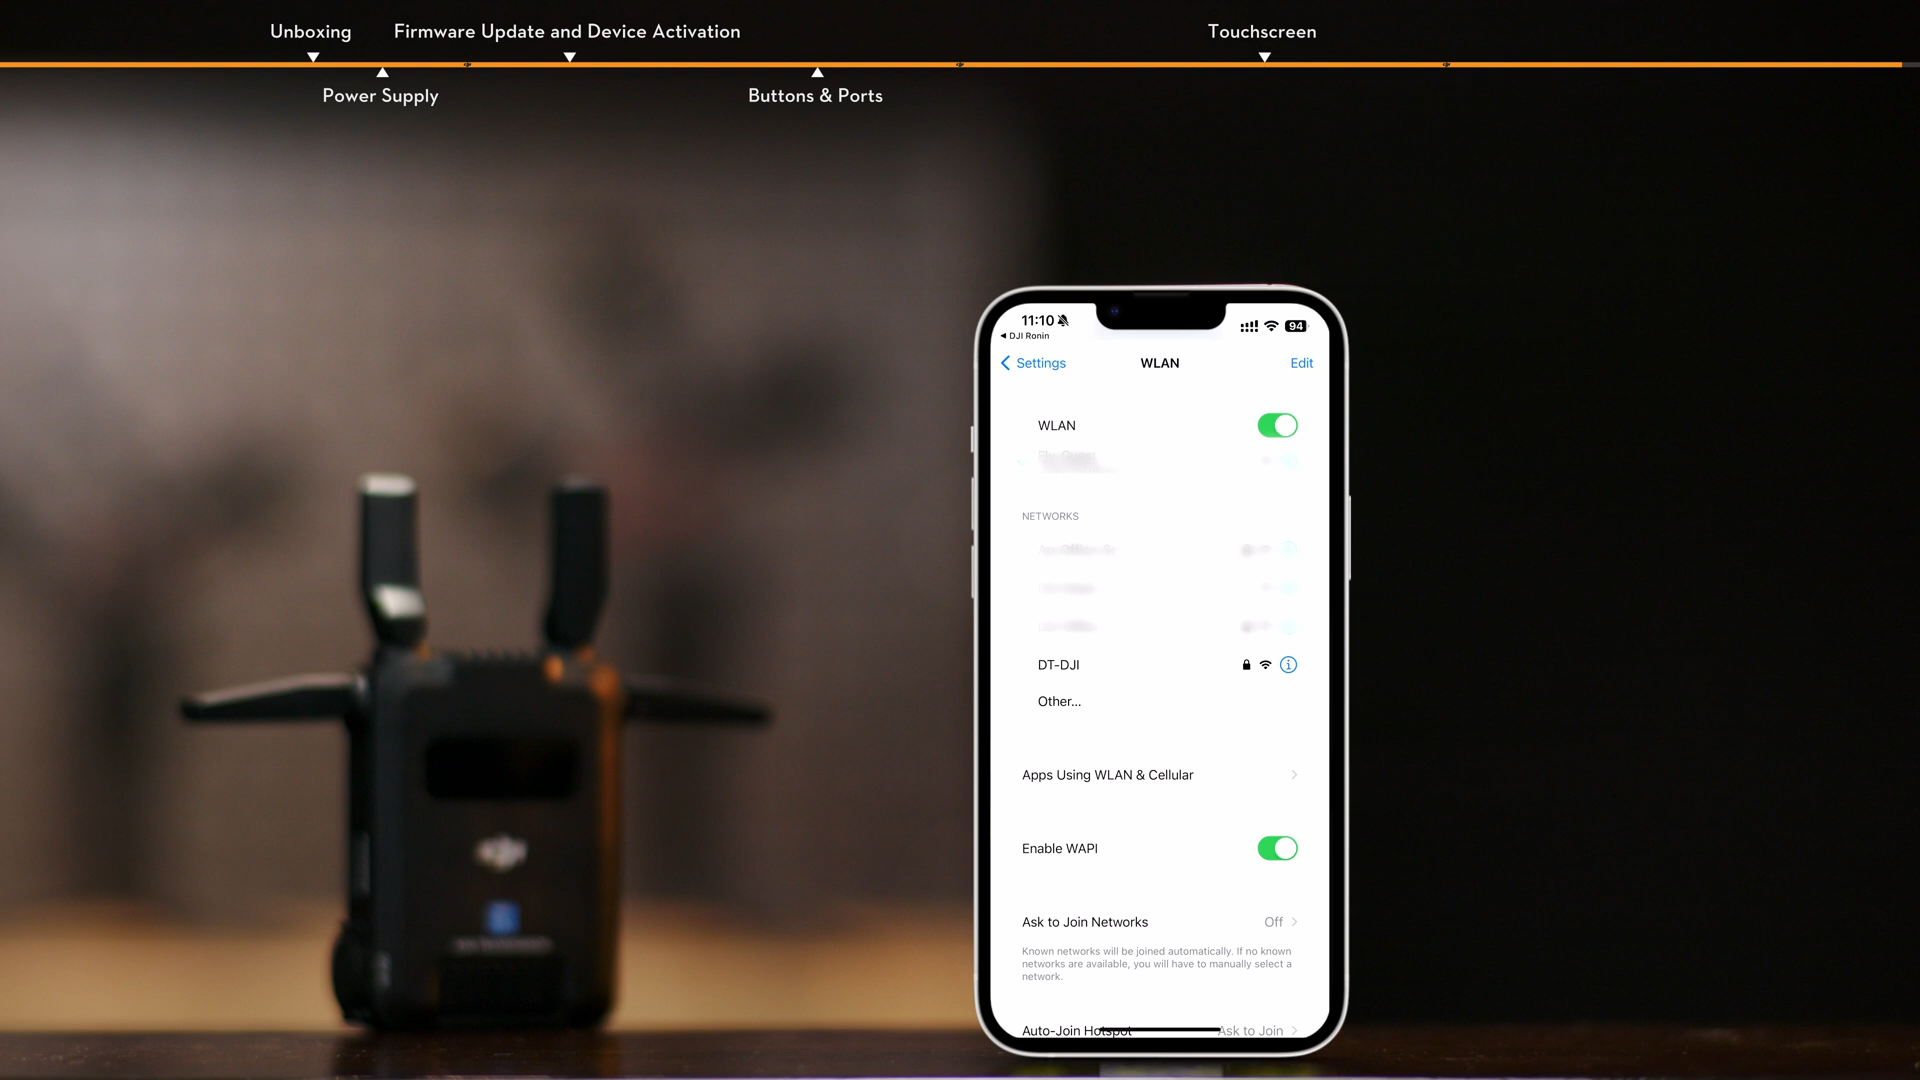 Unboxing
Firmware Update and Device Activation
Touchscreen
Power Supply
Buttons & Ports
11:10
94
DJI Ronin
Settings
WLAN
Edit
WLAN
NETWORKS
DT-DJI
Other...
Apps Using WLAN & Cellular
Enable WAPI
Ask to Join Networks
Off
Known networks will be joined automatically. If no known
networks are available, you will have to manually select a
network.
Auto-Join Hotspot
Ask to Join